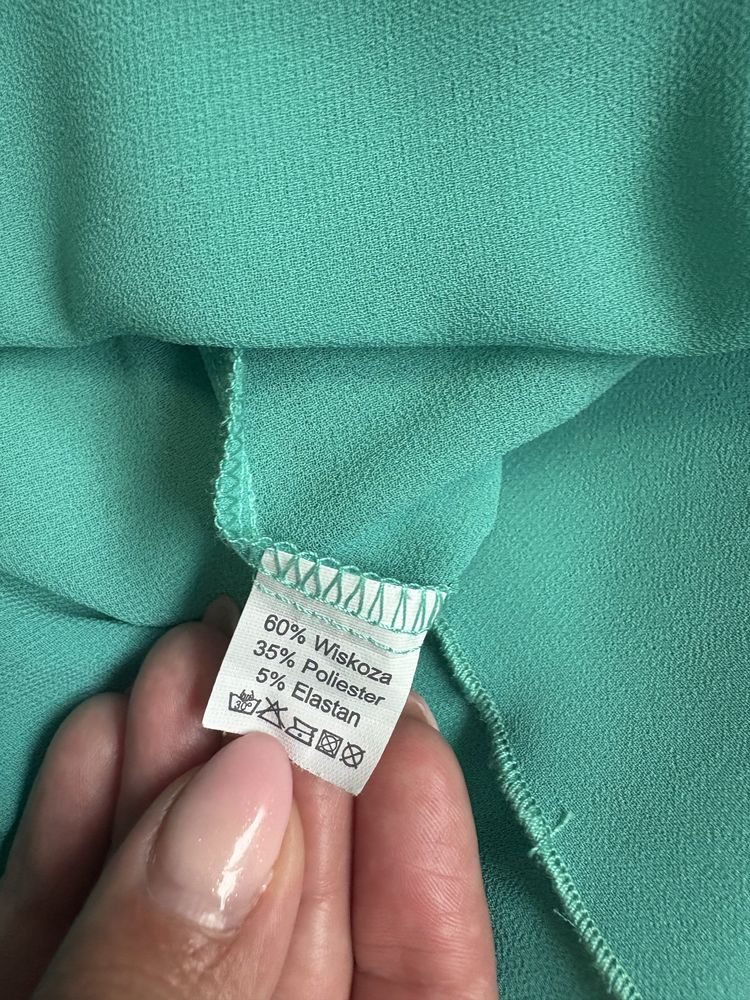 60% Wiskoza
35% Poliester
5% Elastan
30°